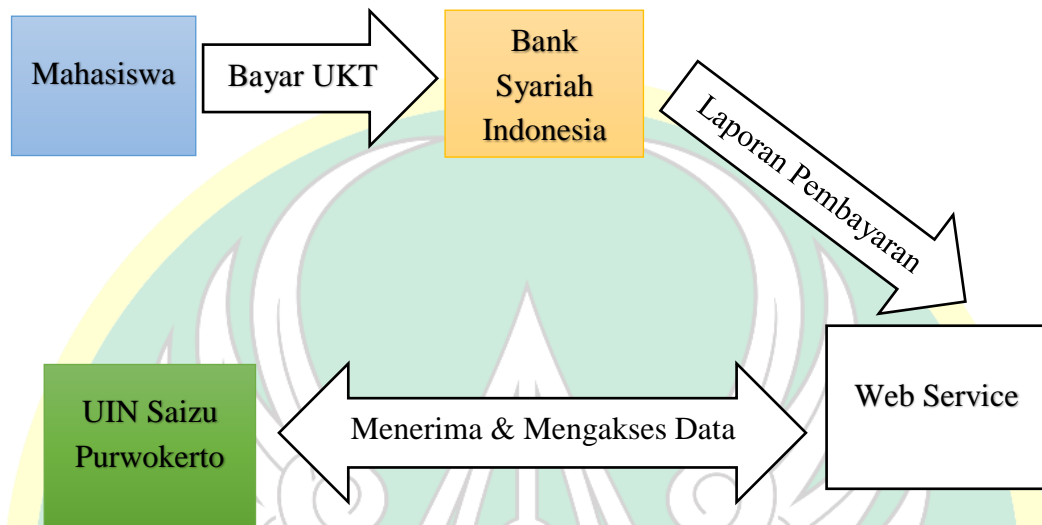 Mahasiswa
Bayar UKT
Bank
Syariah
Indonesia
Laporan Pembayaran
Web Service
Menerima & Mengakses Data
UIN Saizu
Purwokerto